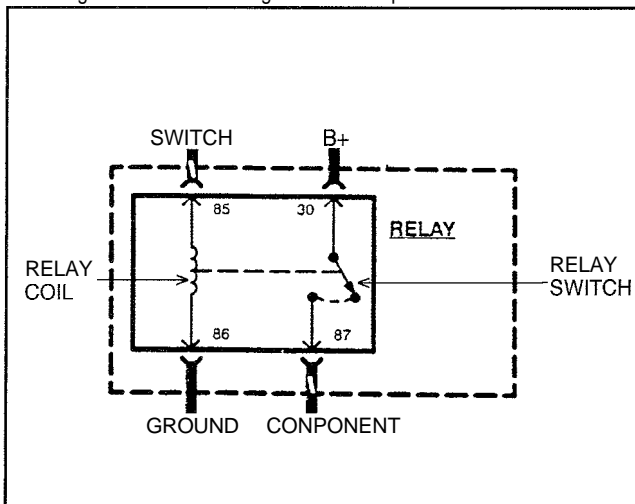 SWITCH B+
85 30
RELAY
RELAY
COIL
RELAY
SWITCH
86 87
GROUND CONPONENT